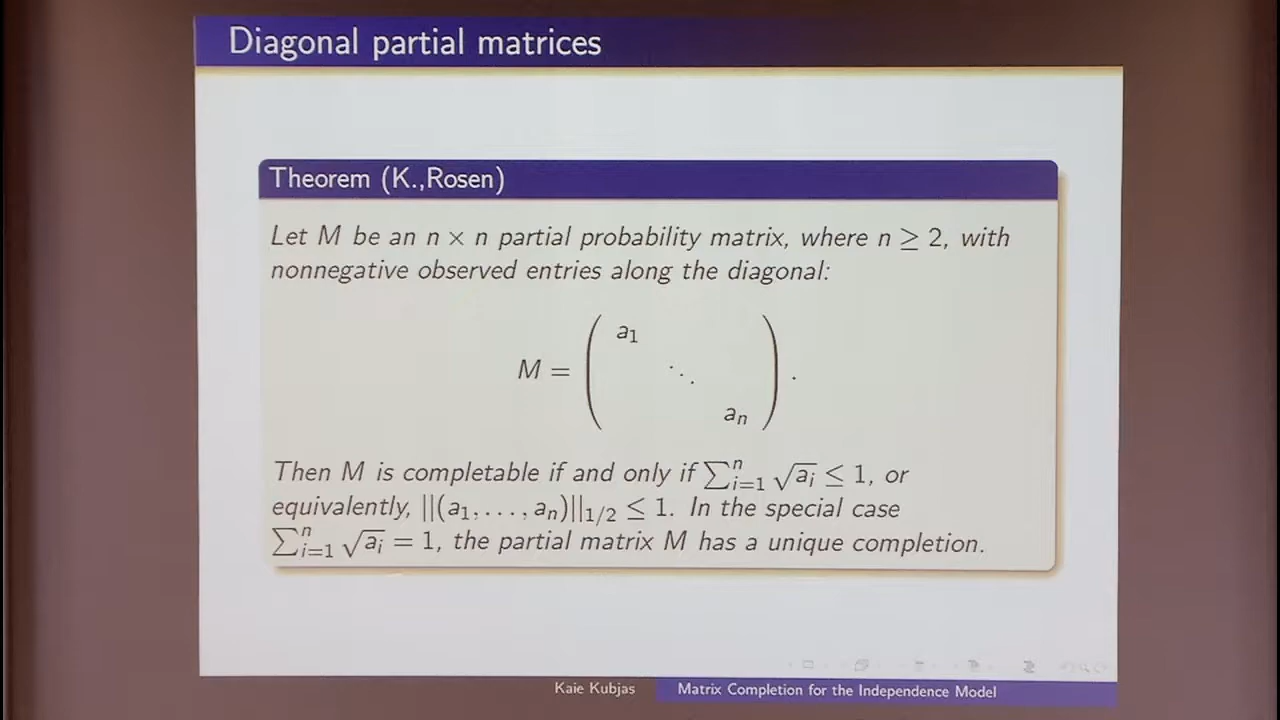 Diagonal partial matrices
Theorem (K.,Rosen)
Let M be an n × n partial probability matrix, where n ≥ 2, with
nonnegative observed entries along the diagonal:
a₁
M = ( ⋱ ) .
aₙ
Then M is completable if and only if ∑ⁿᵢ₌₁ √aᵢ ≤ 1, or
equivalently, ||(a₁, . . . , aₙ)||₁/₂ ≤ 1. In the special case
∑ⁿᵢ₌₁ √aᵢ = 1, the partial matrix M has a unique completion.
Kaie Kubjas Matrix Completion for the Independence Model